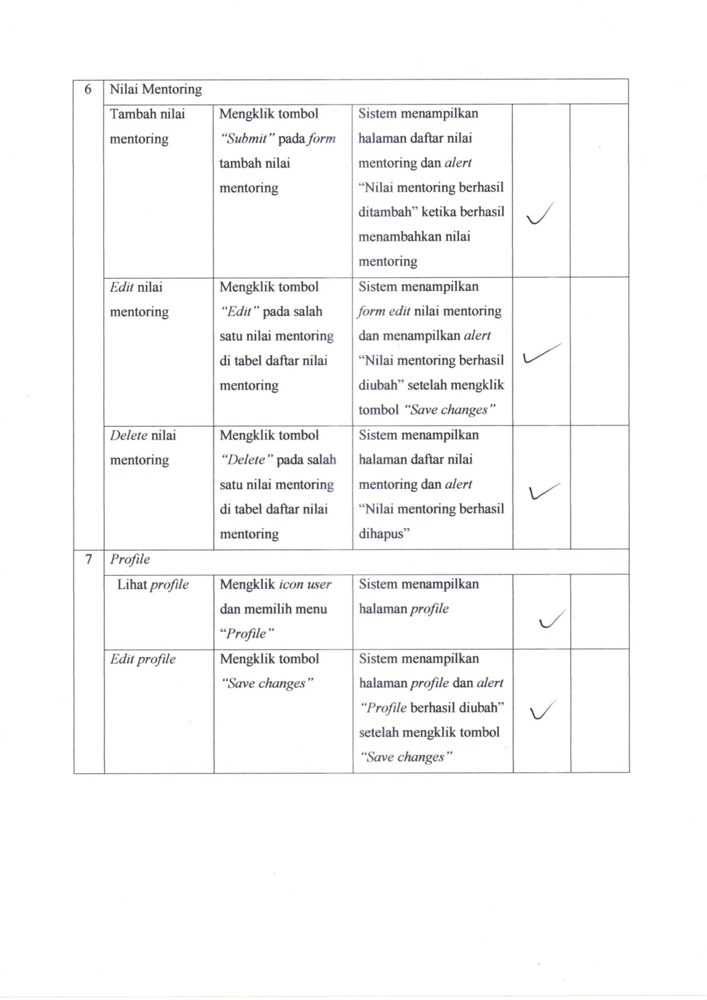 6 Nilai Mentoring
Tambah nilai
mentoring
Mengklik tombol
“Submit” pada form
tambah nilai
mentoring
Sistem menampilkan
halaman daftar nilai
mentoring dan alert
“Nilai mentoring berhasil
ditambah” ketika berhasil
menambahkan nilai
mentoring
✓
Edit nilai
mentoring
Mengklik tombol
“Edit” pada salah
satu nilai mentoring
di tabel daftar nilai
mentoring
Sistem menampilkan
form edit nilai mentoring
dan menampilkan alert
“Nilai mentoring berhasil
diubah” setelah mengklik
tombol “Save changes”
✓
Delete nilai
mentoring
Mengklik tombol
“Delete” pada salah
satu nilai mentoring
di tabel daftar nilai
mentoring
Sistem menampilkan
halaman daftar nilai
mentoring dan alert
“Nilai mentoring berhasil
dihapus”
✓
7 Profile
Lihat profile
Mengklik icon user
dan memilih menu
“Profile”
Sistem menampilkan
halaman profile
✓
Edit profile
Mengklik tombol
“Save changes”
Sistem menampilkan
halaman profile dan alert
“Profile berhasil diubah”
setelah mengklik tombol
“Save changes”
✓